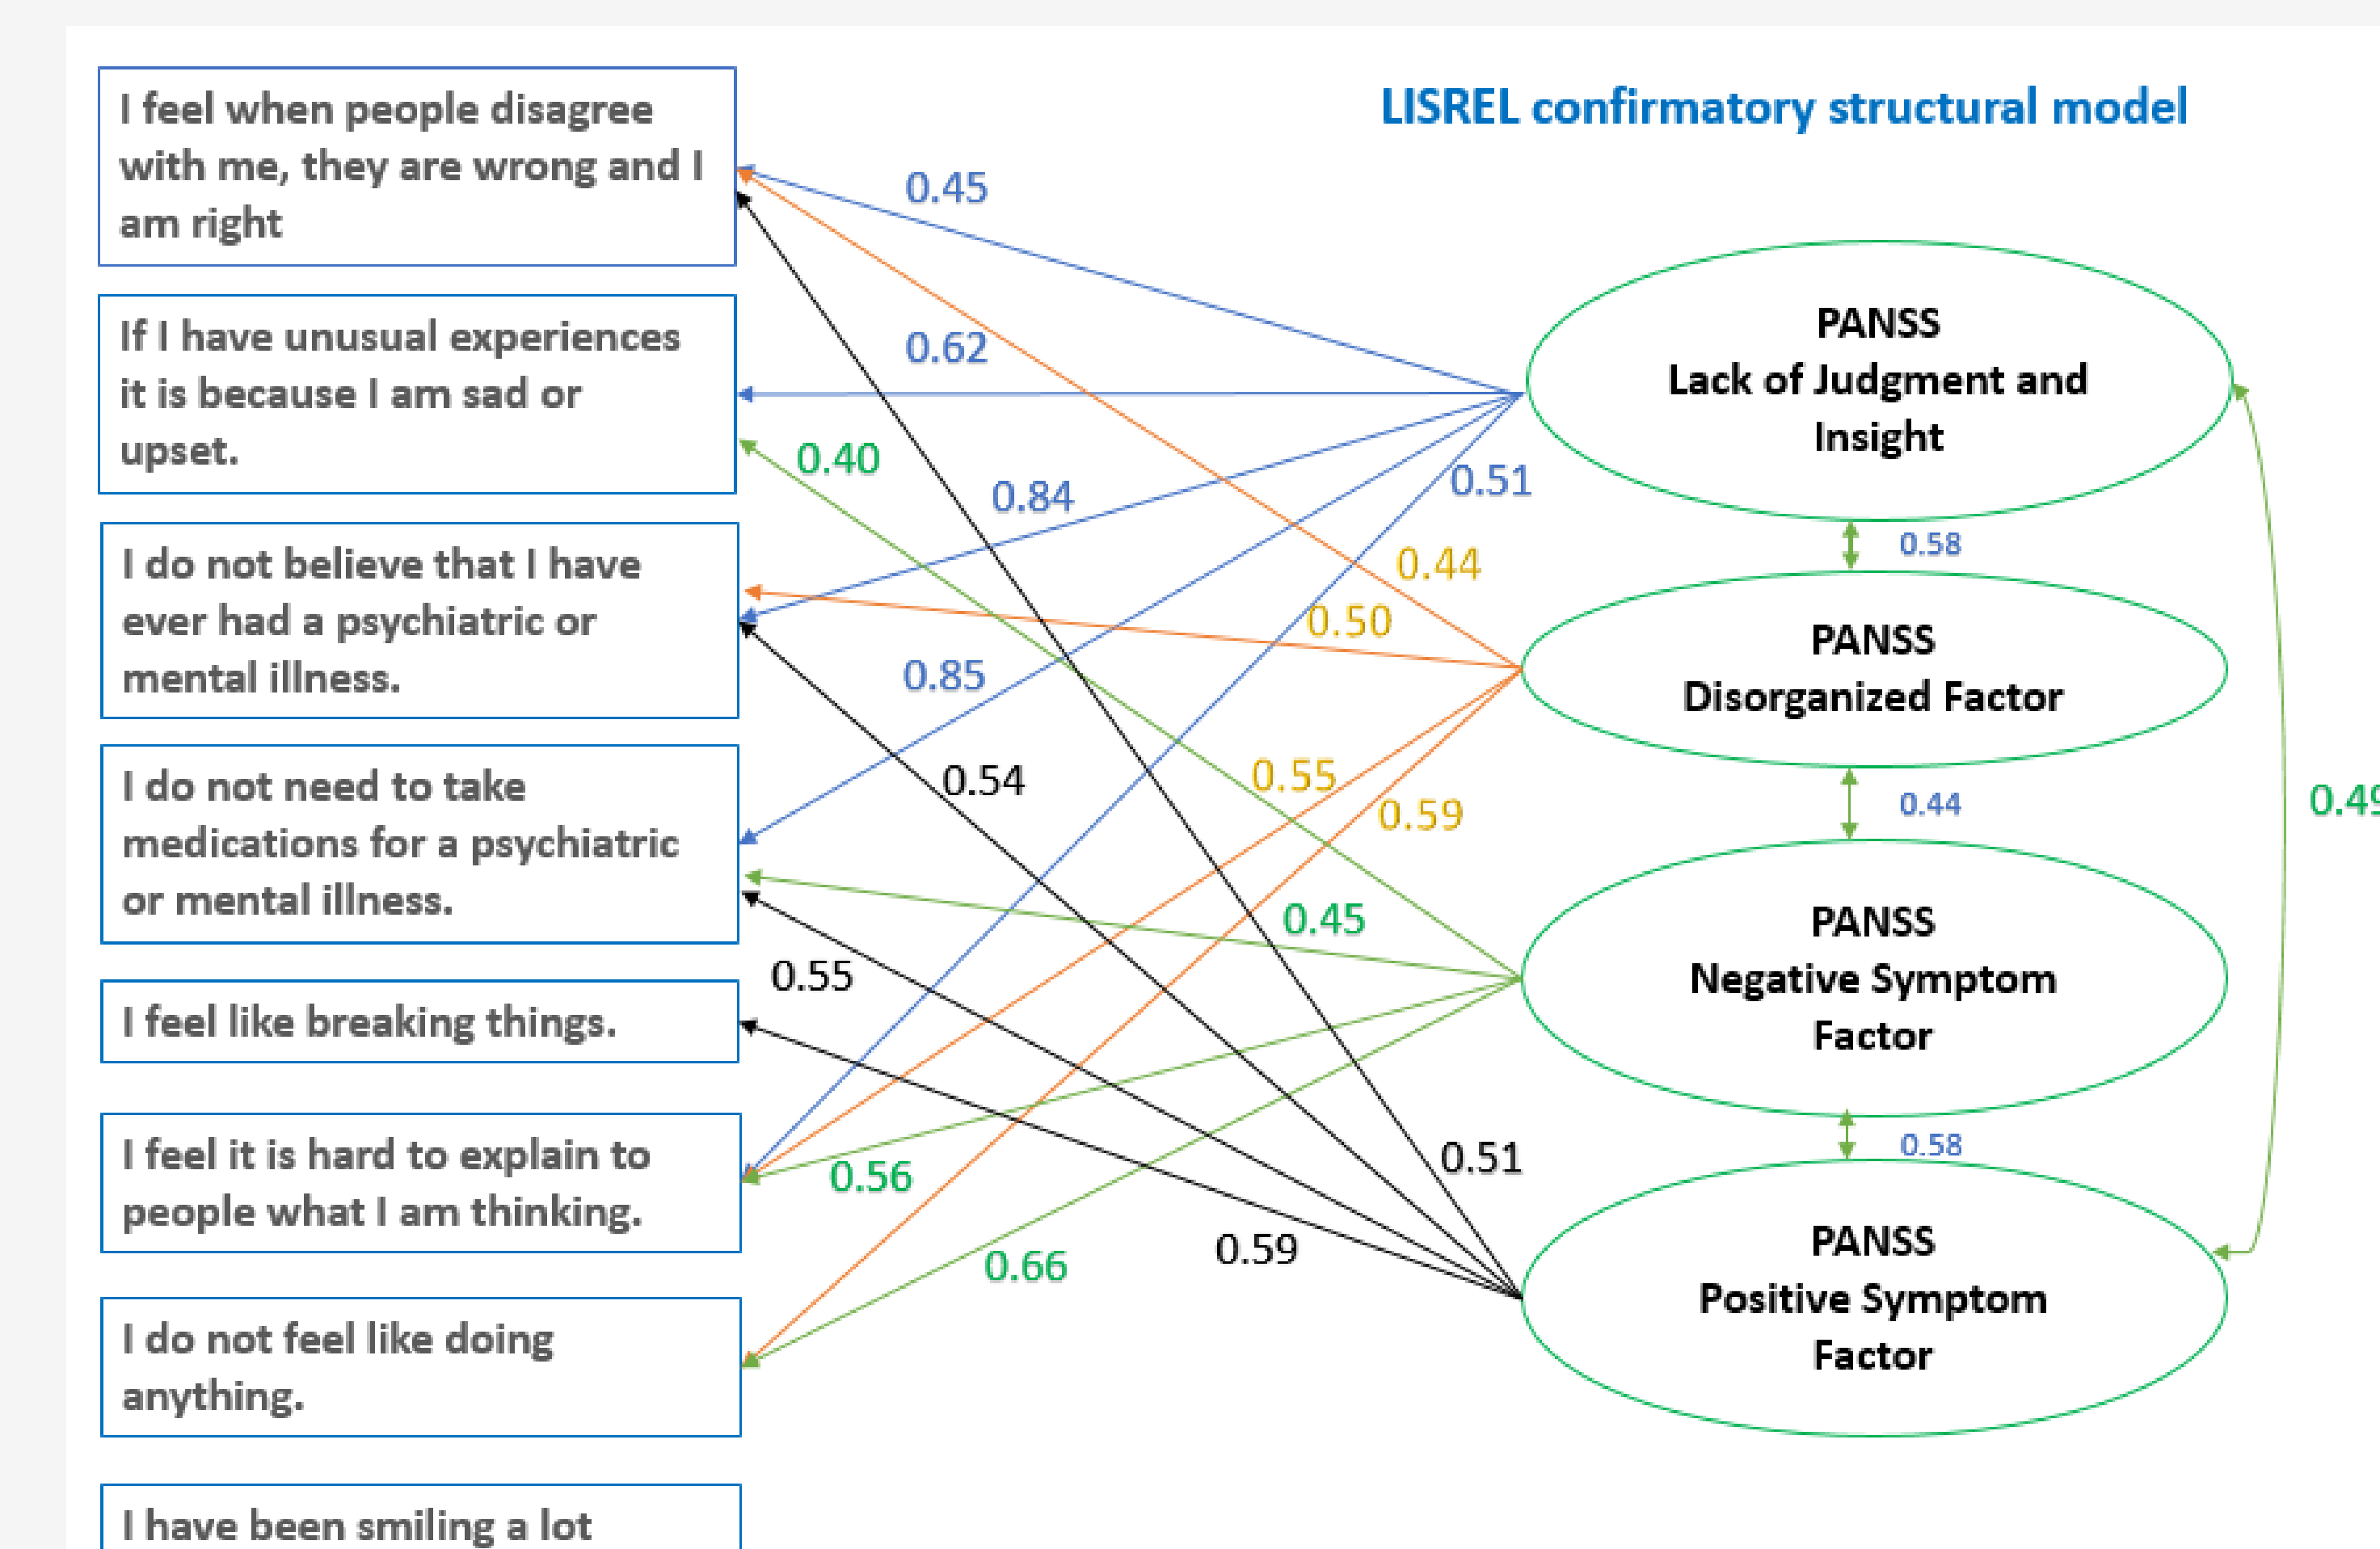 LISREL confirmatory structural model
I feel when people disagree
with me, they are wrong and I
am right
If I have unusual experiences
it is because I am sad or
upset.
I do not believe that I have
ever had a psychiatric or
mental illness.
I do not need to take
medications for a psychiatric
or mental illness.
I feel like breaking things.
I feel it is hard to explain to
people what I am thinking.
I do not feel like doing
anything.
I have been smiling a lot
0.45
0.62
0.40
0.84
0.51
0.44
0.50
0.85
0.54
0.55
0.59
0.45
0.55
0.51
0.56
0.59
0.66
PANSS
Lack of Judgment and
Insight
0.58
PANSS
Disorganized Factor
0.44
0.49
PANSS
Negative Symptom
Factor
0.58
PANSS
Positive Symptom
Factor